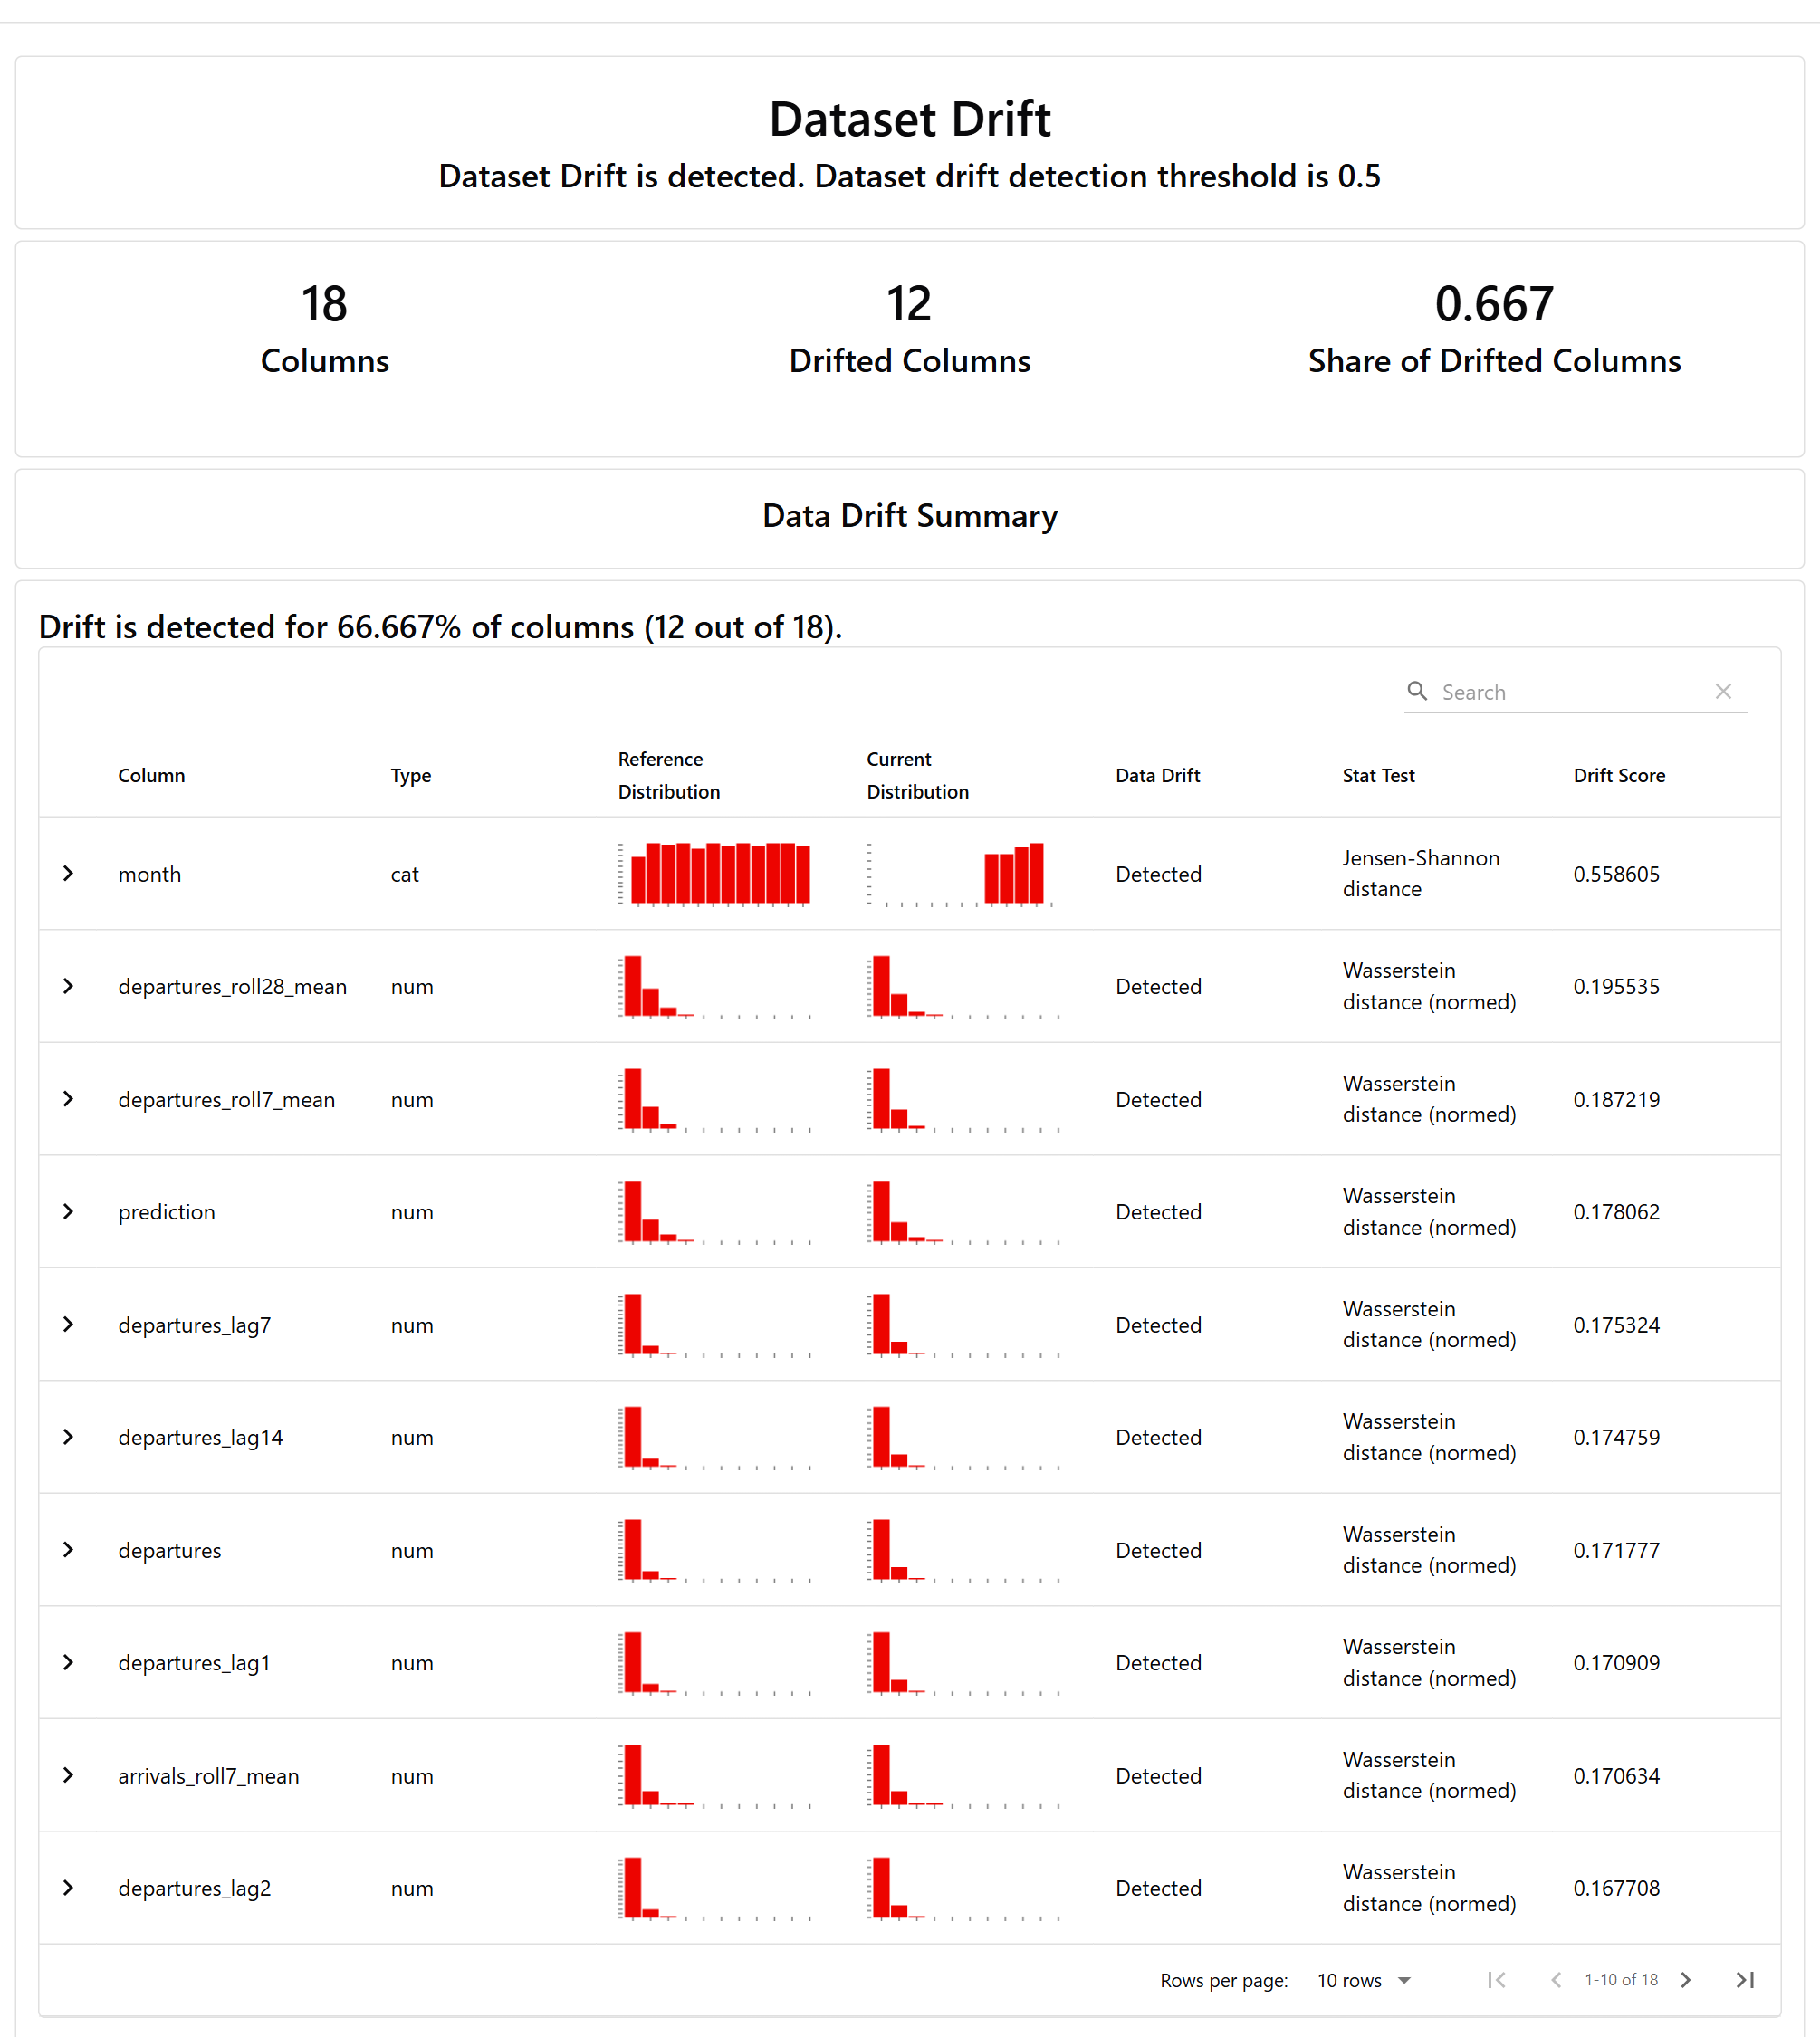 Dataset Drift
Dataset Drift is detected. Dataset drift detection threshold is 0.5
18
Columns
12
Drifted Columns
0.667
Share of Drifted Columns
Data Drift Summary
Drift is detected for 66.667% of columns (12 out of 18).
Search
Column Type Reference Distribution Current Distribution Data Drift Stat Test Drift Score
month cat Detected Jensen-Shannon distance 0.558605
departures_roll28_mean num Detected Wasserstein distance (normed) 0.195535
departures_roll7_mean num Detected Wasserstein distance (normed) 0.187219
prediction num Detected Wasserstein distance (normed) 0.178062
departures_lag7 num Detected Wasserstein distance (normed) 0.175324
departures_lag14 num Detected Wasserstein distance (normed) 0.174759
departures num Detected Wasserstein distance (normed) 0.171777
departures_lag1 num Detected Wasserstein distance (normed) 0.170909
arrivals_roll7_mean num Detected Wasserstein distance (normed) 0.170634
departures_lag2 num Detected Wasserstein distance (normed) 0.167708
Rows per page: 10 rows 1-10 of 18